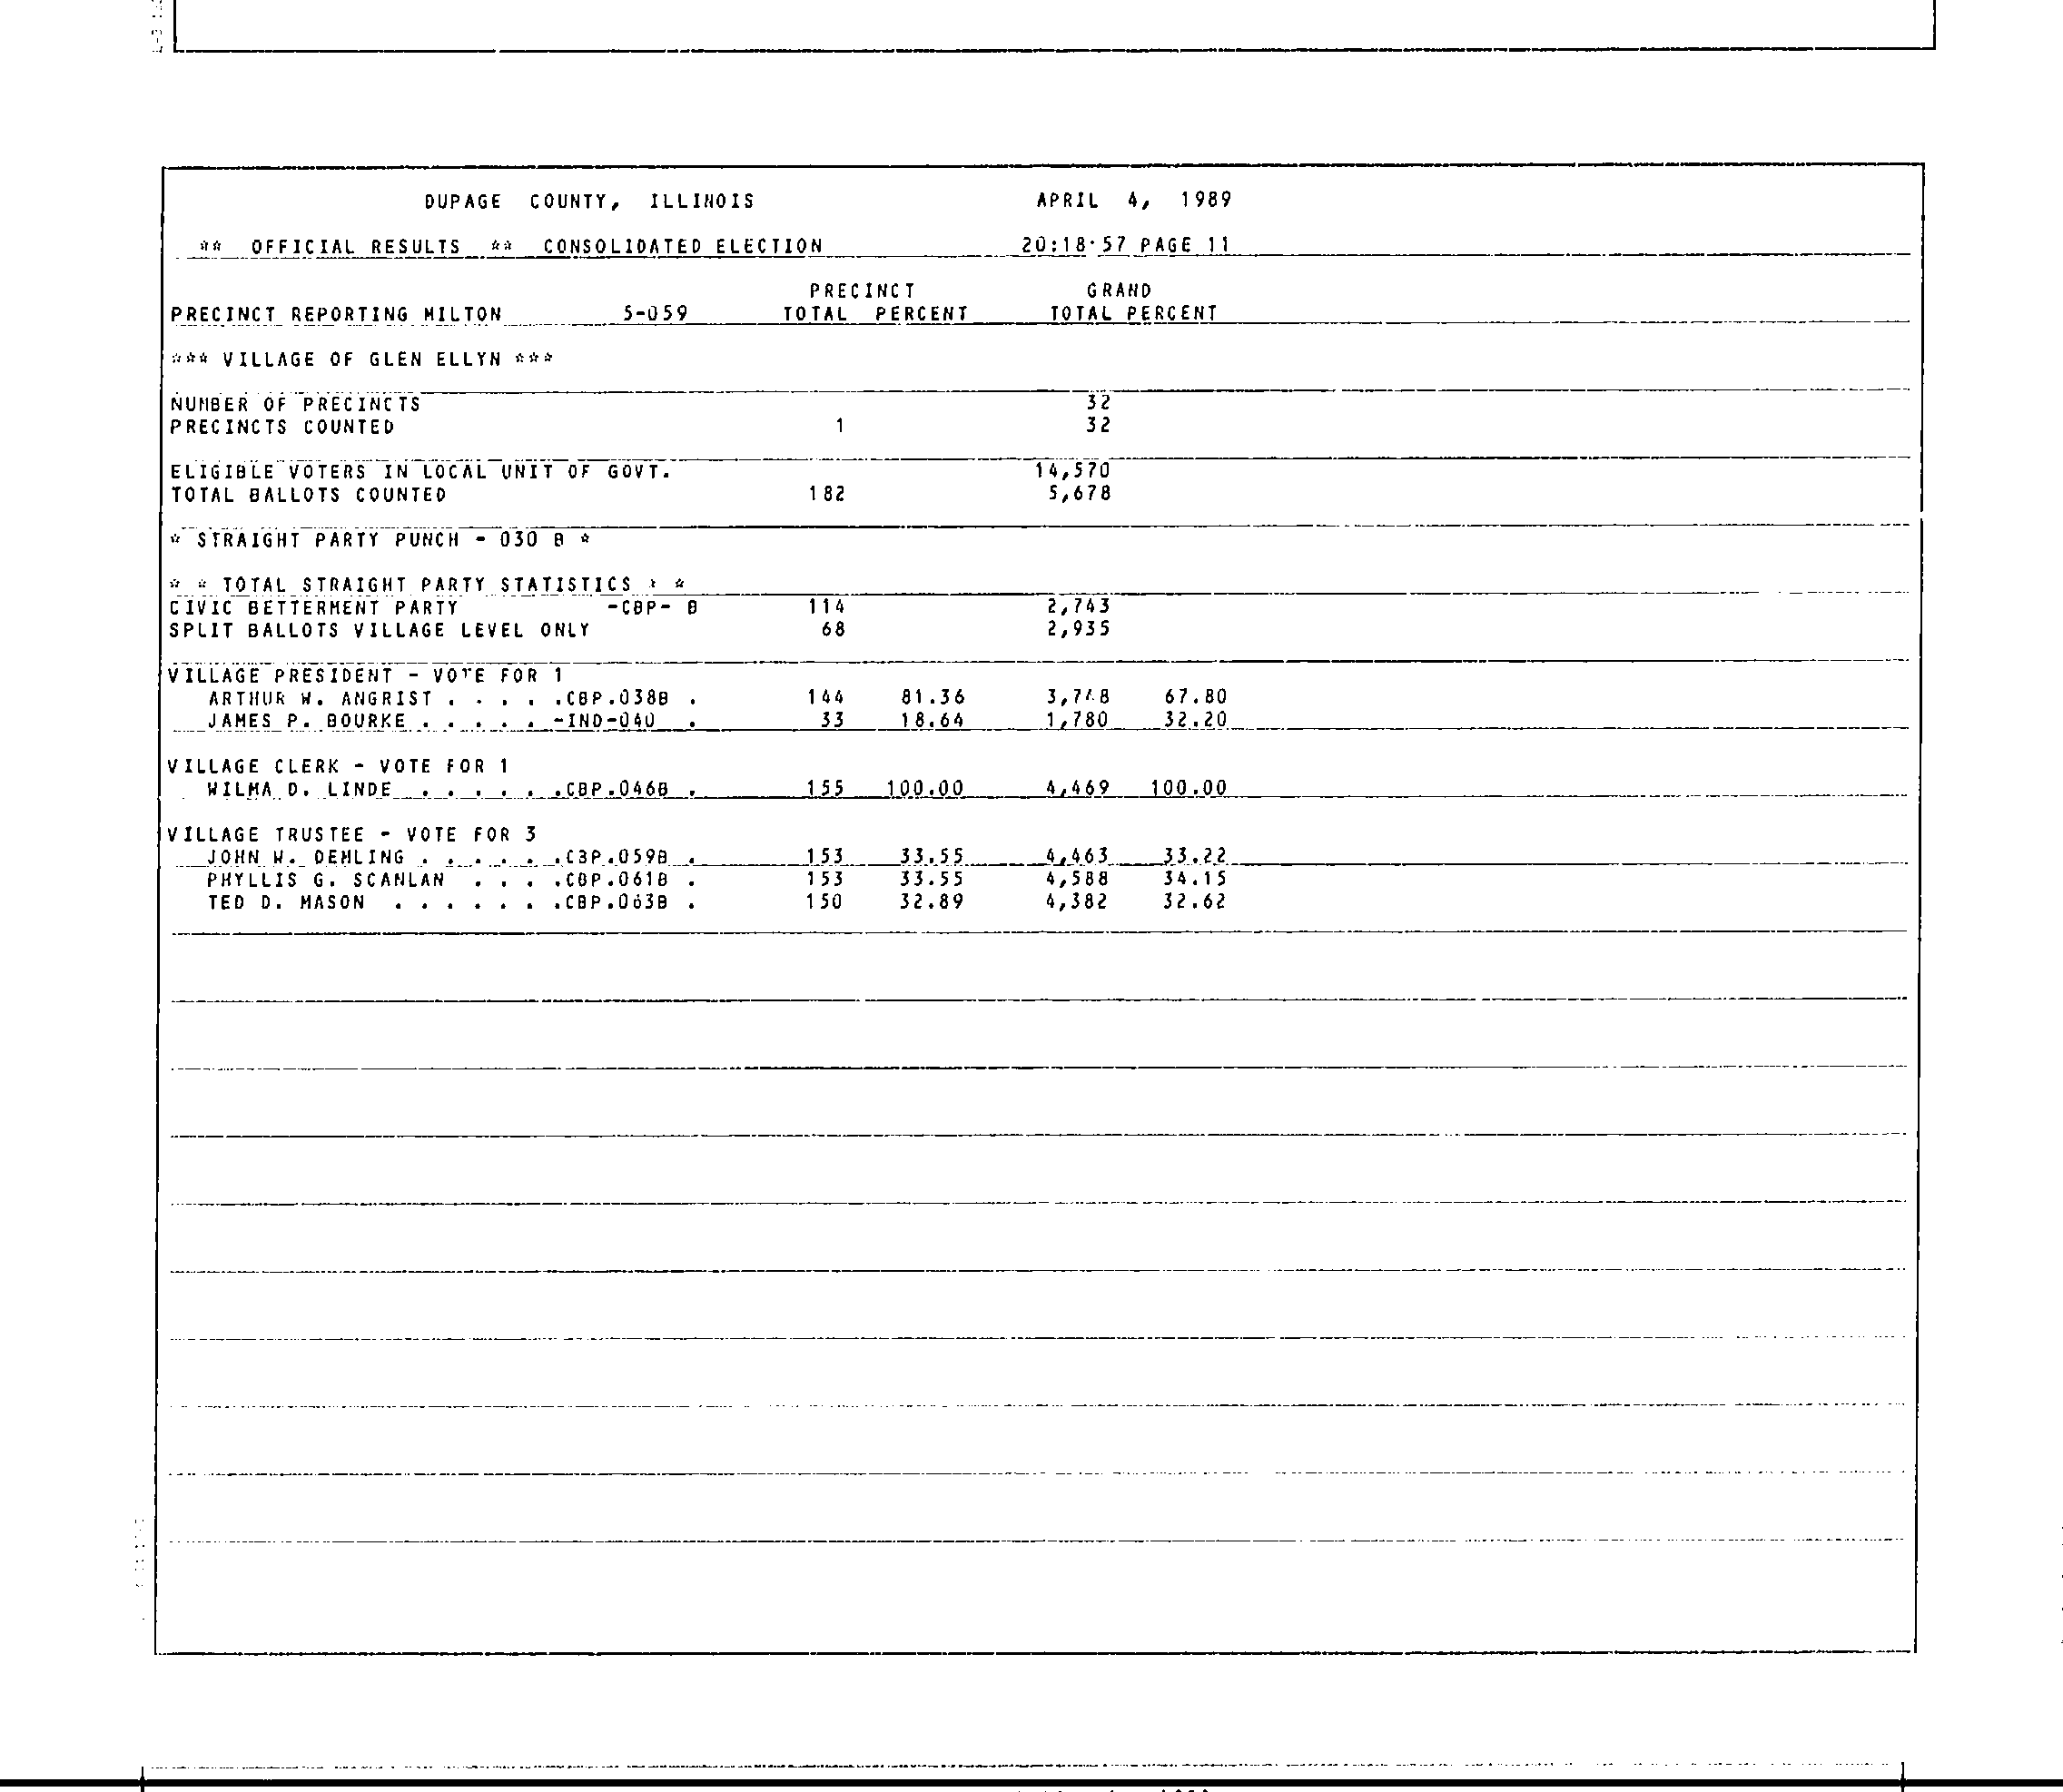 DUPAGE COUNTY, ILLINOIS APRIL 4, 1989
** OFFICIAL RESULTS ** CONSOLIDATED ELECTION 20:18:57 PAGE 11
PRECINCT GRAND
PRECINCT REPORTING MILTON 5-059 TOTAL PERCENT TOTAL PERCENT
*** VILLAGE OF GLEN ELLYN ***
NUMBER OF PRECINCTS 32
PRECINCTS COUNTED 1 32
ELIGIBLE VOTERS IN LOCAL UNIT OF GOVT. 14,570
TOTAL BALLOTS COUNTED 182 5,678
* STRAIGHT PARTY PUNCH - 030 B *
* * TOTAL STRAIGHT PARTY STATISTICS * *
CIVIC BETTERMENT PARTY -CBP- B 114 2,743
SPLIT BALLOTS VILLAGE LEVEL ONLY 68 2,935
VILLAGE PRESIDENT - VOTE FOR 1
ARTHUR W. ANGRIST . . . . .CBP.038B . 144 81.36 3,748 67.80
JAMES P. BOURKE . . . . . -IND-040 . 33 18.64 1,780 32.20
VILLAGE CLERK - VOTE FOR 1
WILMA D. LINDE . . . . . .CBP.046B . 155 100.00 4,469 100.00
VILLAGE TRUSTEE - VOTE FOR 3
JOHN W. DEMLING . . . . . .CBP.059B . 153 33.55 4,463 33.22
PHYLLIS G. SCANLAN . . . .CBP.061B . 153 33.55 4,588 34.15
TED D. MASON . . . . . . .CBP.063B . 150 32.89 4,382 32.62